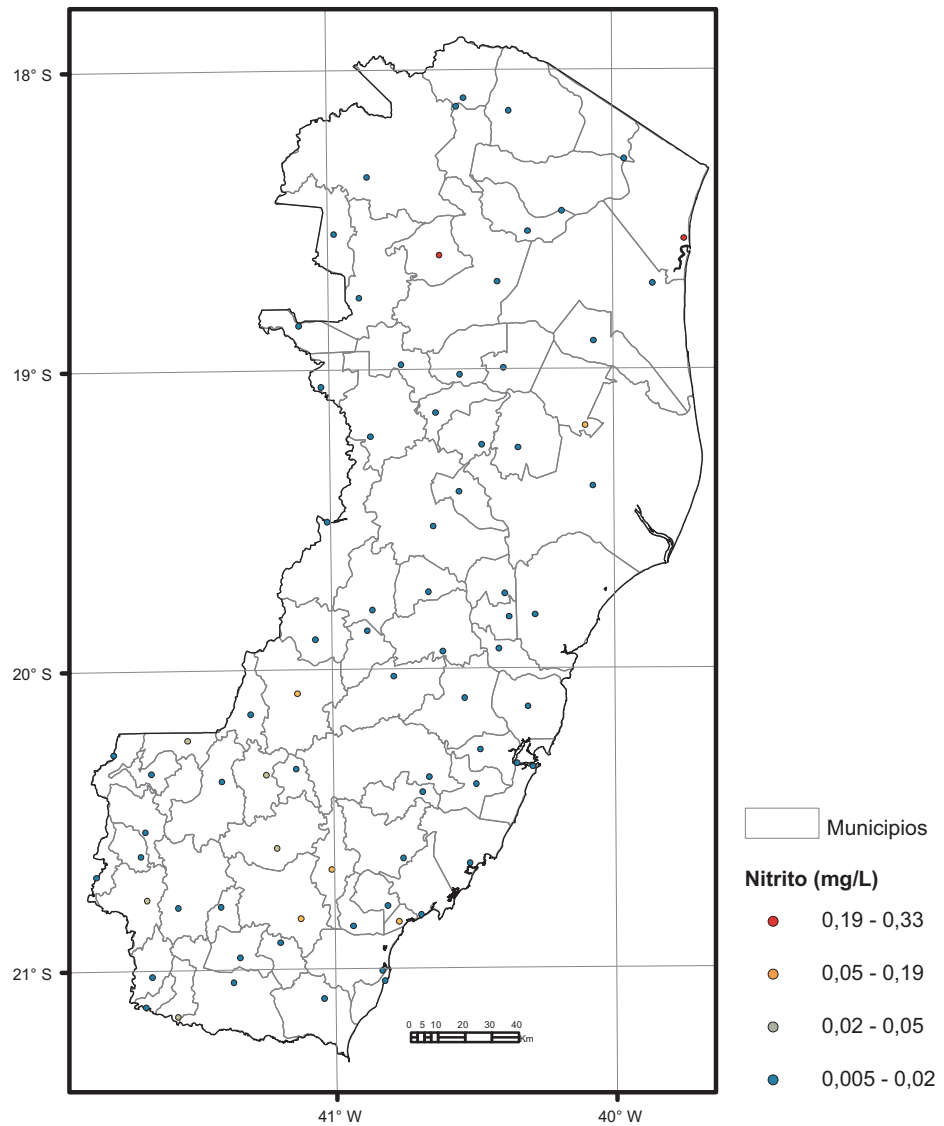 18° S
19° S
20° S
21° S
41° W
40° W
0 5 10 20 30 40
Km
Municipios
Nitrito (mg/L)
0,19 - 0,33
0,05 - 0,19
0,02 - 0,05
0,005 - 0,02